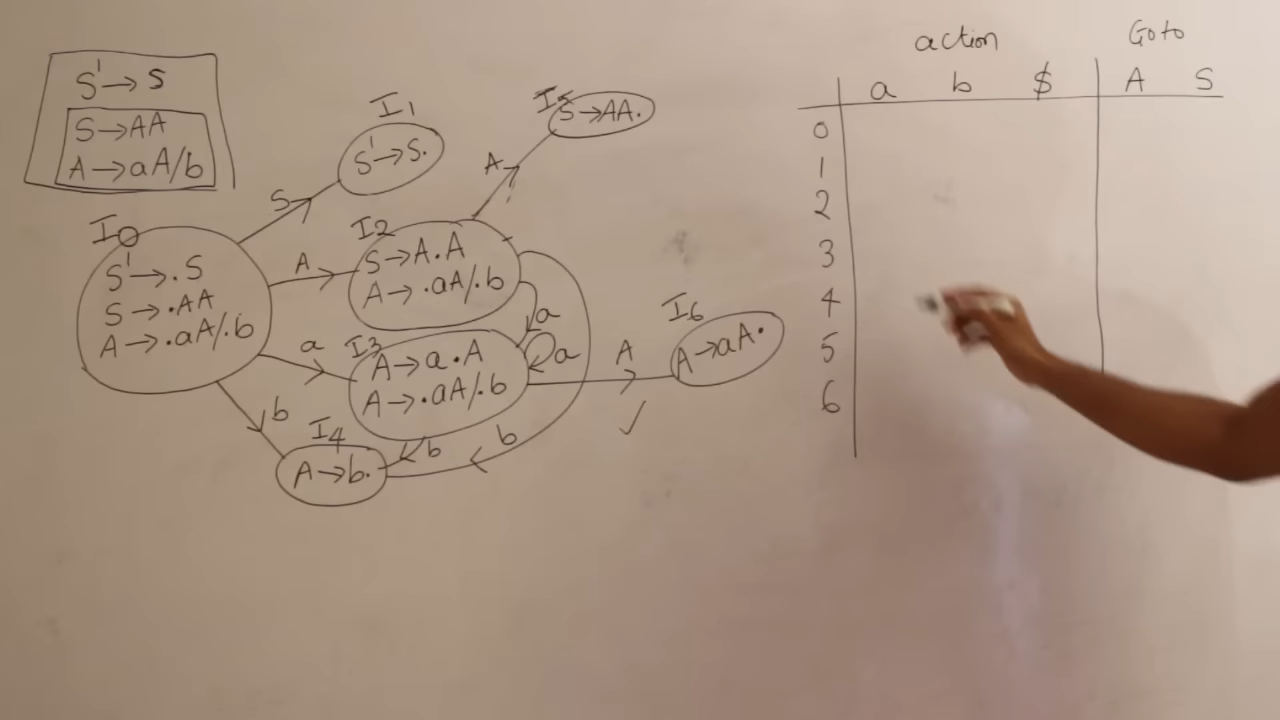 S' → S
S → AA
A → aA/b
I0
S' → .S
S → .AA
A → .aA/.b
S
I1
S' → S.
A
I2
S → A.A
A → .aA/.b
A
I5
S → AA.
a
I3
A → a.A
A → .aA/.b
a
a
b
I4
A → b.
b
b
A
I6
A → aA.
✓
action Goto
a b $ A S
0
1
2
3
4
5
6